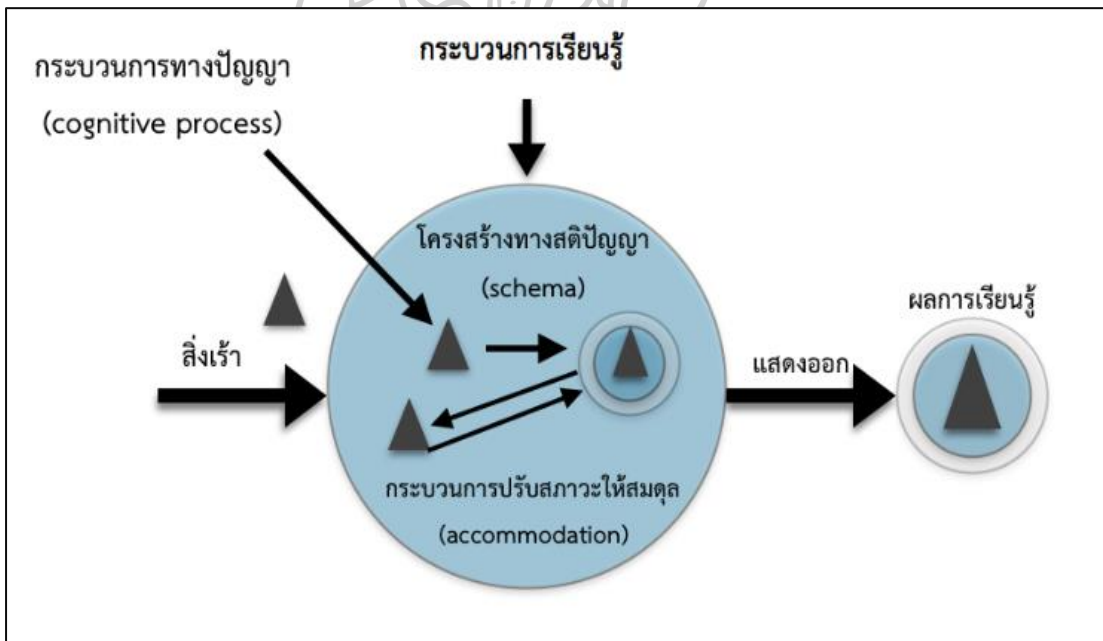 กระบวนการเรียนรู้
กระบวนการทางปัญญา
(cognitive process)
โครงสร้างทางสติปัญญา
(schema)
สิ่งเร้า
แสดงออก
ผลการเรียนรู้
กระบวนการปรับสภาวะให้สมดุล
(accommodation)